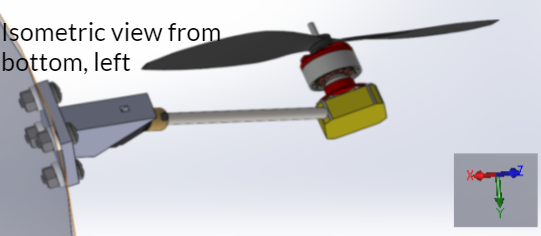 Isometric view from
bottom, left
X Z
Y